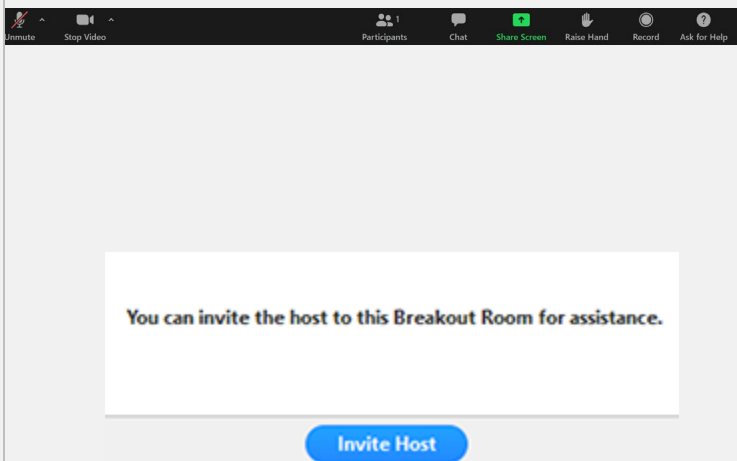 1
Unmute Stop Video Participants Chat Share Screen Raise Hand Record Ask for Help
You can invite the host to this Breakout Room for assistance.
Invite Host